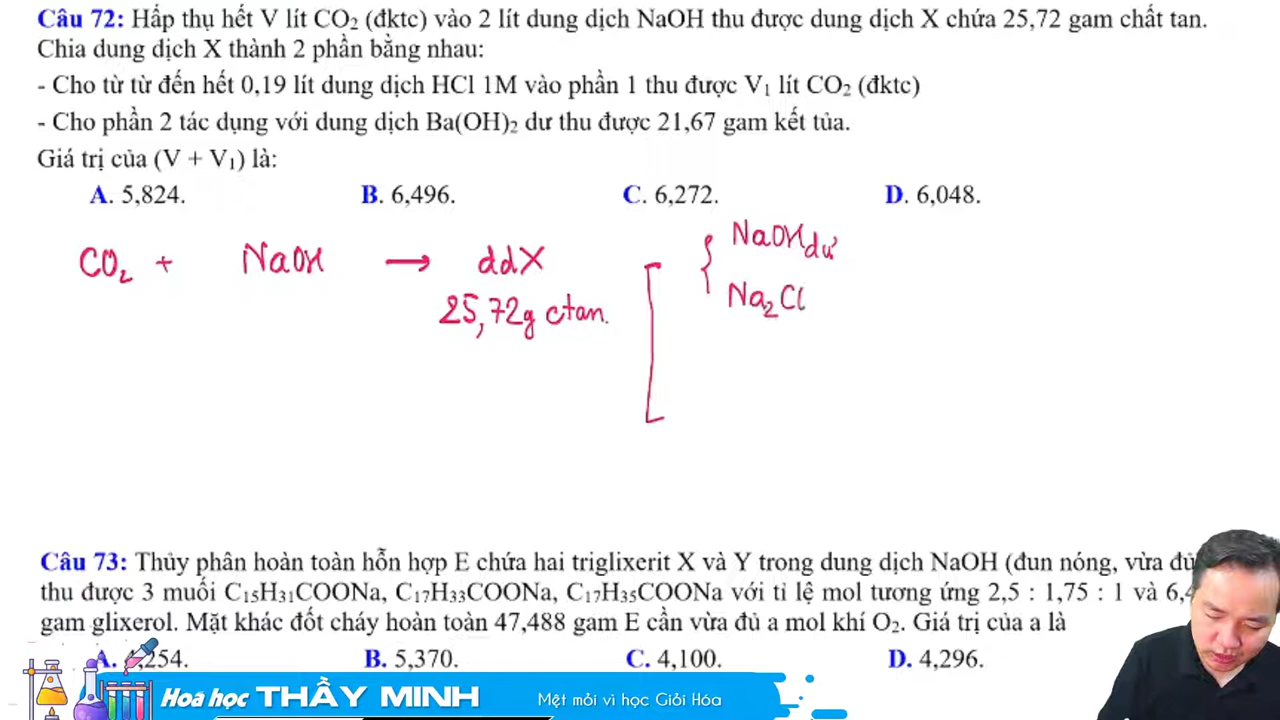 Câu 72: Hấp thụ hết V lít CO₂ (đktc) vào 2 lít dung dịch NaOH thu được dung dịch X chứa 25,72 gam chất tan.
Chia dung dịch X thành 2 phần bằng nhau:
- Cho từ từ đến hết 0,19 lít dung dịch HCl 1M vào phần 1 thu được V₁ lít CO₂ (đktc)
- Cho phần 2 tác dụng với dung dịch Ba(OH)₂ dư thu được 21,67 gam kết tủa.
Giá trị của (V + V₁) là:
A. 5,824. B. 6,496. C. 6,272. D. 6,048.
CO₂ + NaOH → ddX
25,72g ctan.
NaOH dư
Na₂C
Câu 73: Thủy phân hoàn toàn hỗn hợp E chứa hai triglixerit X và Y trong dung dịch NaOH (đun nóng, vừa đủ
thu được 3 muối C₁₅H₃₁COONa, C₁₇H₃₃COONa, C₁₇H₃₅COONa với tỉ lệ mol tương ứng 2,5 : 1,75 : 1 và 6,4
gam glixerol. Mặt khác đốt cháy hoàn toàn 47,488 gam E cần vừa đủ a mol khí O₂. Giá trị của a là
A. ,254. B. 5,370. C. 4,100. D. 4,296.
Hoá học THẦY MINH Mệt mỏi vì học Giỏi Hóa